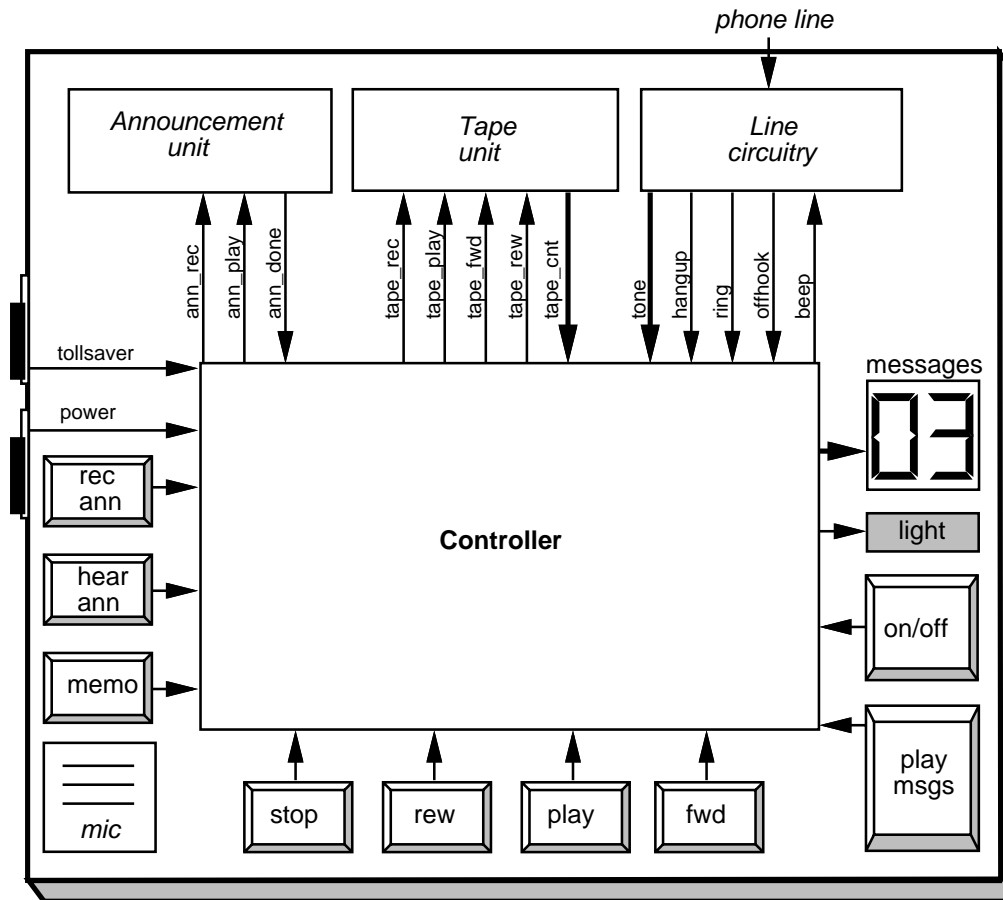 phone line
Announcement
unit
Tape
unit
Line
circuitry
ann_rec
ann_play
ann_done
tape_rec
tape_play
tape_fwd
tape_rew
tape_cnt
tone
hangup
ring
offhook
beep
tollsaver
messages
03
power
rec
ann
Controller
light
hear
ann
on/off
memo
play
msgs
mic
stop
rew
play
fwd